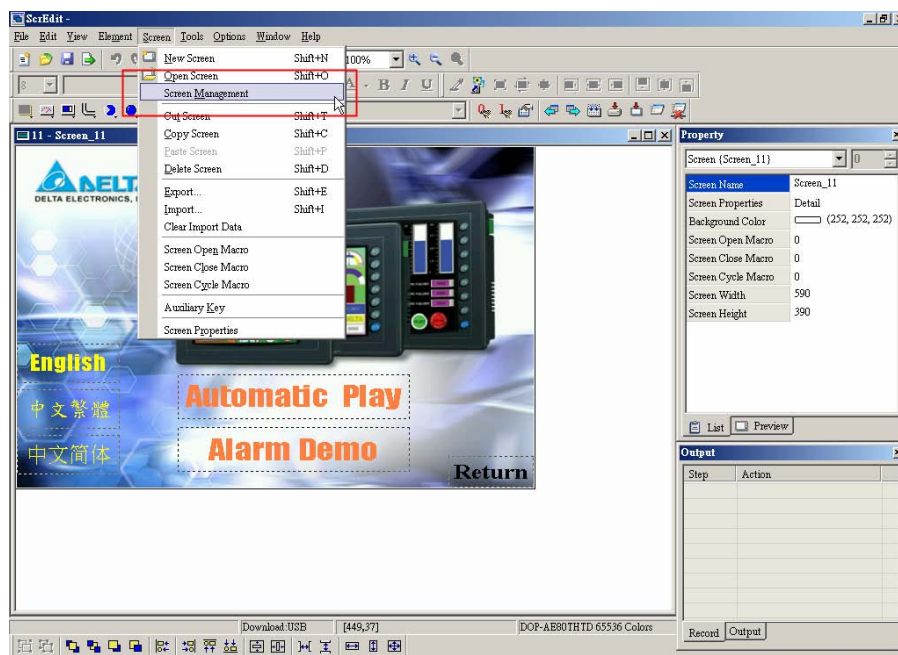 ScrEdit -
File Edit View Element Screen Tools Options Window Help
100%
New Screen Shift+N
Open Screen Shift+O
Screen Management
Cut Screen Shift+T
Copy Screen Shift+C
Paste Screen Shift+P
Delete Screen Shift+D
Export... Shift+E
Import... Shift+I
Clear Import Data
Screen Open Macro
Screen Close Macro
Screen Cycle Macro
Auxiliary Key
Screen Properties
8
A B I U
11 - Screen_11
DELTA ELECTRONICS,
English
中文繁體
中文简体
Automatic Play
Alarm Demo
Return
Property
Screen {Screen_11} 0
Screen Name Screen_11
Screen Properties Detail
Background Color (252, 252, 252)
Screen Open Macro 0
Screen Close Macro 0
Screen Cycle Macro 0
Screen Width 590
Screen Height 390
List Preview
Output
Step Action
Record Output
Download:USB [449,37] DOP-AE80THTD 65536 Colors